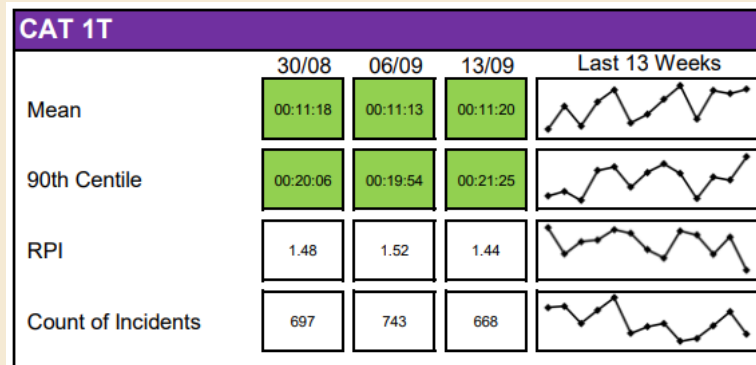 CAT 1T
30/08 06/09 13/09 Last 13 Weeks
Mean 00:11:18 00:11:13 00:11:20
90th Centile 00:20:06 00:19:54 00:21:25
RPI 1.48 1.52 1.44
Count of Incidents 697 743 668